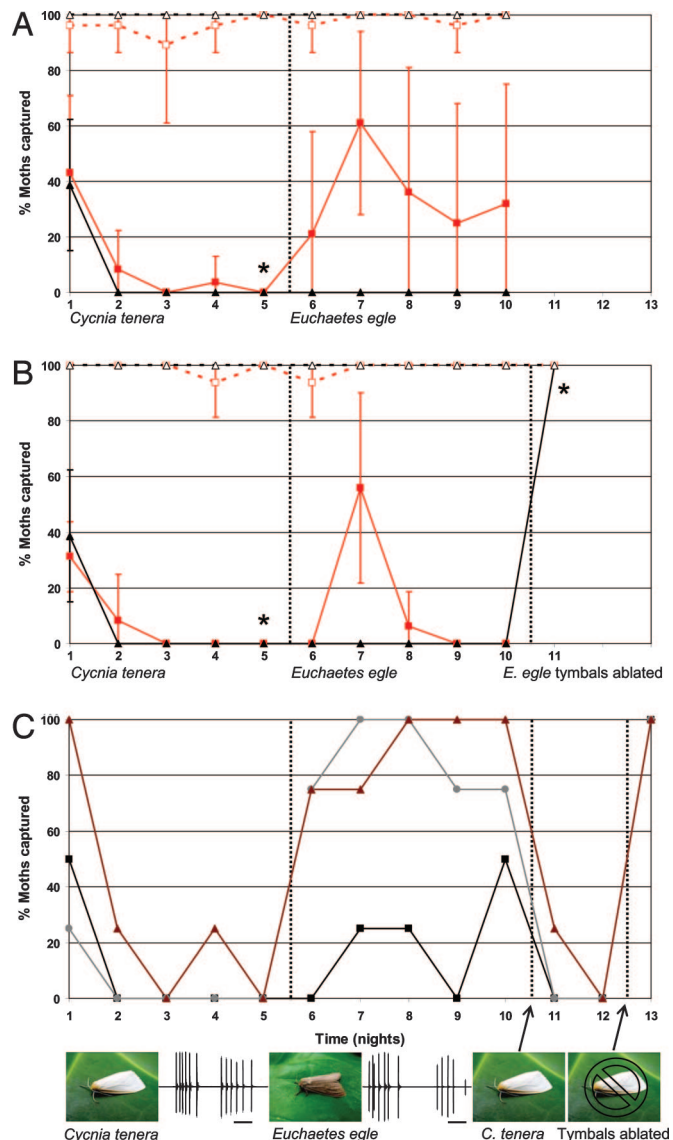 A
100
80
60
40
20
0
% Moths captured
*
1 2 3 4 5 6 7 8 9 10 11 12 13
Cycnia tenera Euchaetes egle
B
100
80
60
40
20
0
% Moths captured
*
*
1 2 3 4 5 6 7 8 9 10 11
Cycnia tenera Euchaetes egle E. egle tymbals ablated
C
100
80
60
40
20
0
% Moths captured
1 2 3 4 5 6 7 8 9 10 11 12 13
Time (nights)
Cycnia tenera Euchaetes egle C. tenera Tymbals ablated